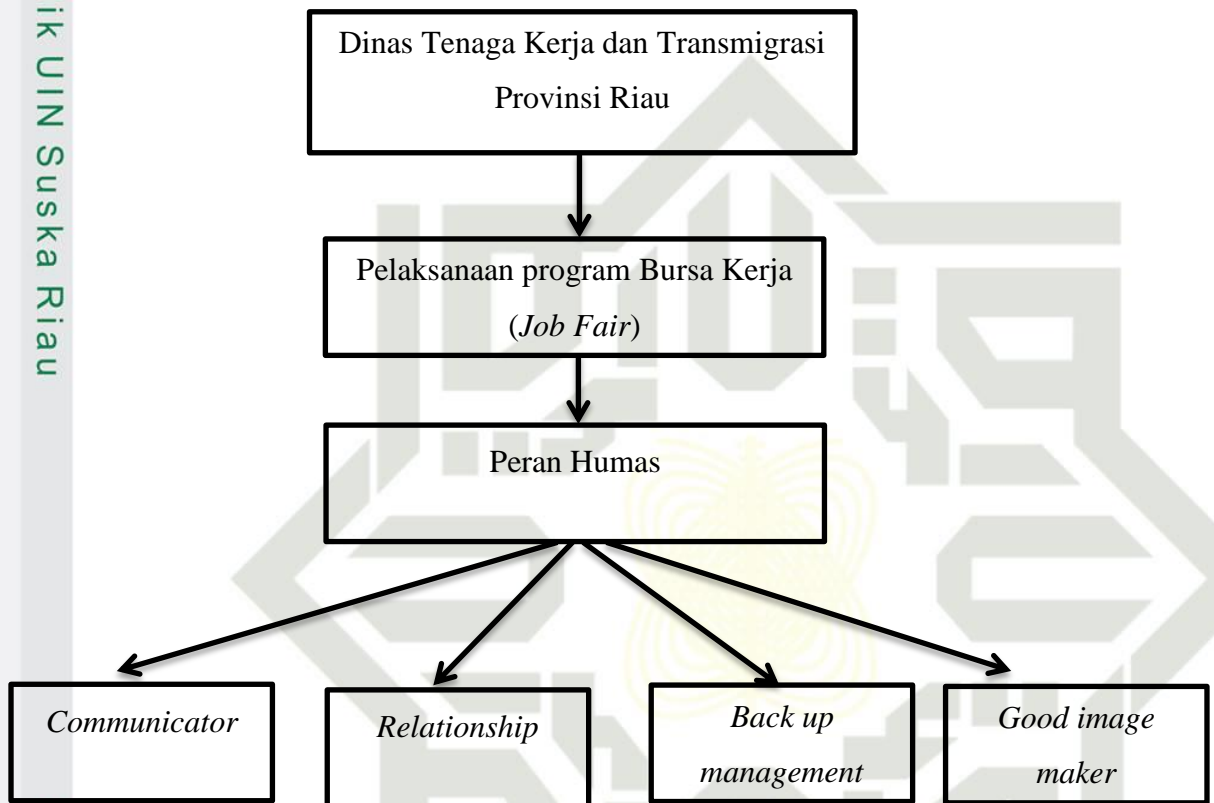 ik UIN Suska Riau
Dinas Tenaga Kerja dan Transmigrasi
Provinsi Riau
Pelaksanaan program Bursa Kerja
(Job Fair)
Peran Humas
Communicator
Relationship
Back up
management
Good image
maker